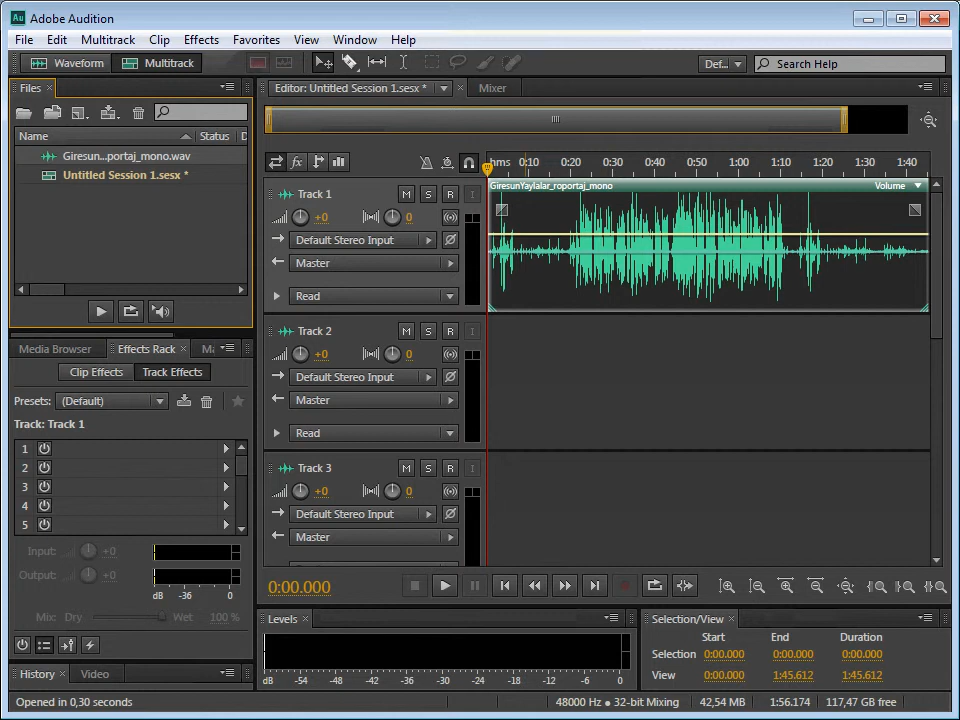 Au Adobe Audition
File Edit Multitrack Clip Effects Favorites View Window Help
Waveform Multitrack Def... Search Help
Files × Editor: Untitled Session 1.sesx * × Mixer
Name Status D
Giresun...portaj_mono.wav
Untitled Session 1.sesx *
fx hms 0:10 0:20 0:30 0:40 0:50 1:00 1:10 1:20 1:30 1:40
Track 1 M S R I
+0 0
Default Stereo Input
Master
Read
GiresunYaylalar_roportaj_mono Volume
Track 2 M S R I
+0 0
Default Stereo Input
Master
Read
Track 3 M S R I
+0 0
Default Stereo Input
Master
Media Browser Effects Rack × Ma
Clip Effects Track Effects
Presets: (Default)
Track: Track 1
1
2
3
4
5
Input: +0
Output: +0
dB -36 0
Mix: Dry Wet 100 %
History × Video
0:00.000
Levels ×
dB -54 -48 -42 -36 -30 -24 -18 -12 -6 0
Selection/View ×
Start End Duration
Selection 0:00.000 0:00.000 0:00.000
View 0:00.000 1:45.612 1:45.612
Opened in 0,30 seconds 48000 Hz • 32-bit Mixing 42,54 MB 1:56.174 117,47 GB free